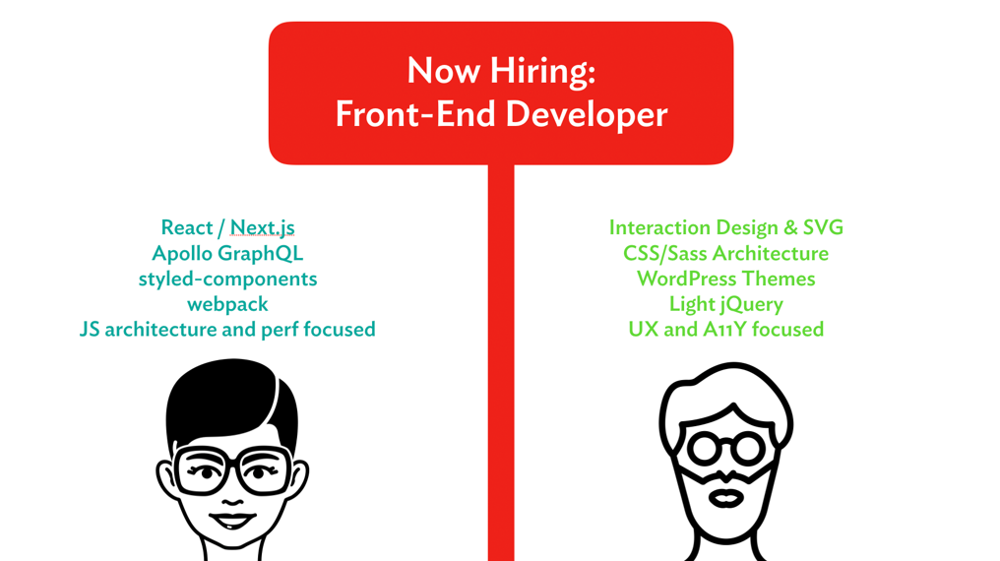 Now Hiring:
Front-End Developer
React / Next.js
Apollo GraphQL
styled-components
webpack
JS architecture and perf focused
Interaction Design & SVG
CSS/Sass Architecture
WordPress Themes
Light jQuery
UX and A11Y focused